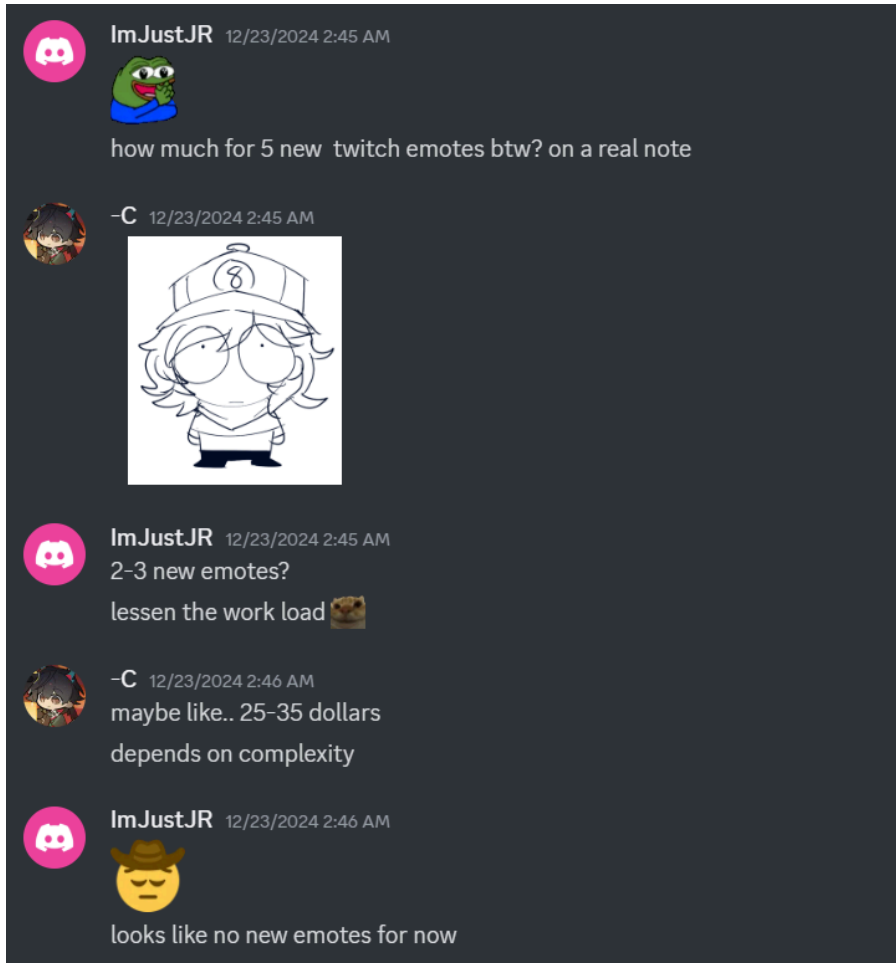 ImJustJR 12/23/2024 2:45 AM
how much for 5 new  twitch emotes btw? on a real note
-C 12/23/2024 2:45 AM
8
ImJustJR 12/23/2024 2:45 AM
2-3 new emotes?
lessen the work load
-C 12/23/2024 2:46 AM
maybe like.. 25-35 dollars
depends on complexity
ImJustJR 12/23/2024 2:46 AM
looks like no new emotes for now